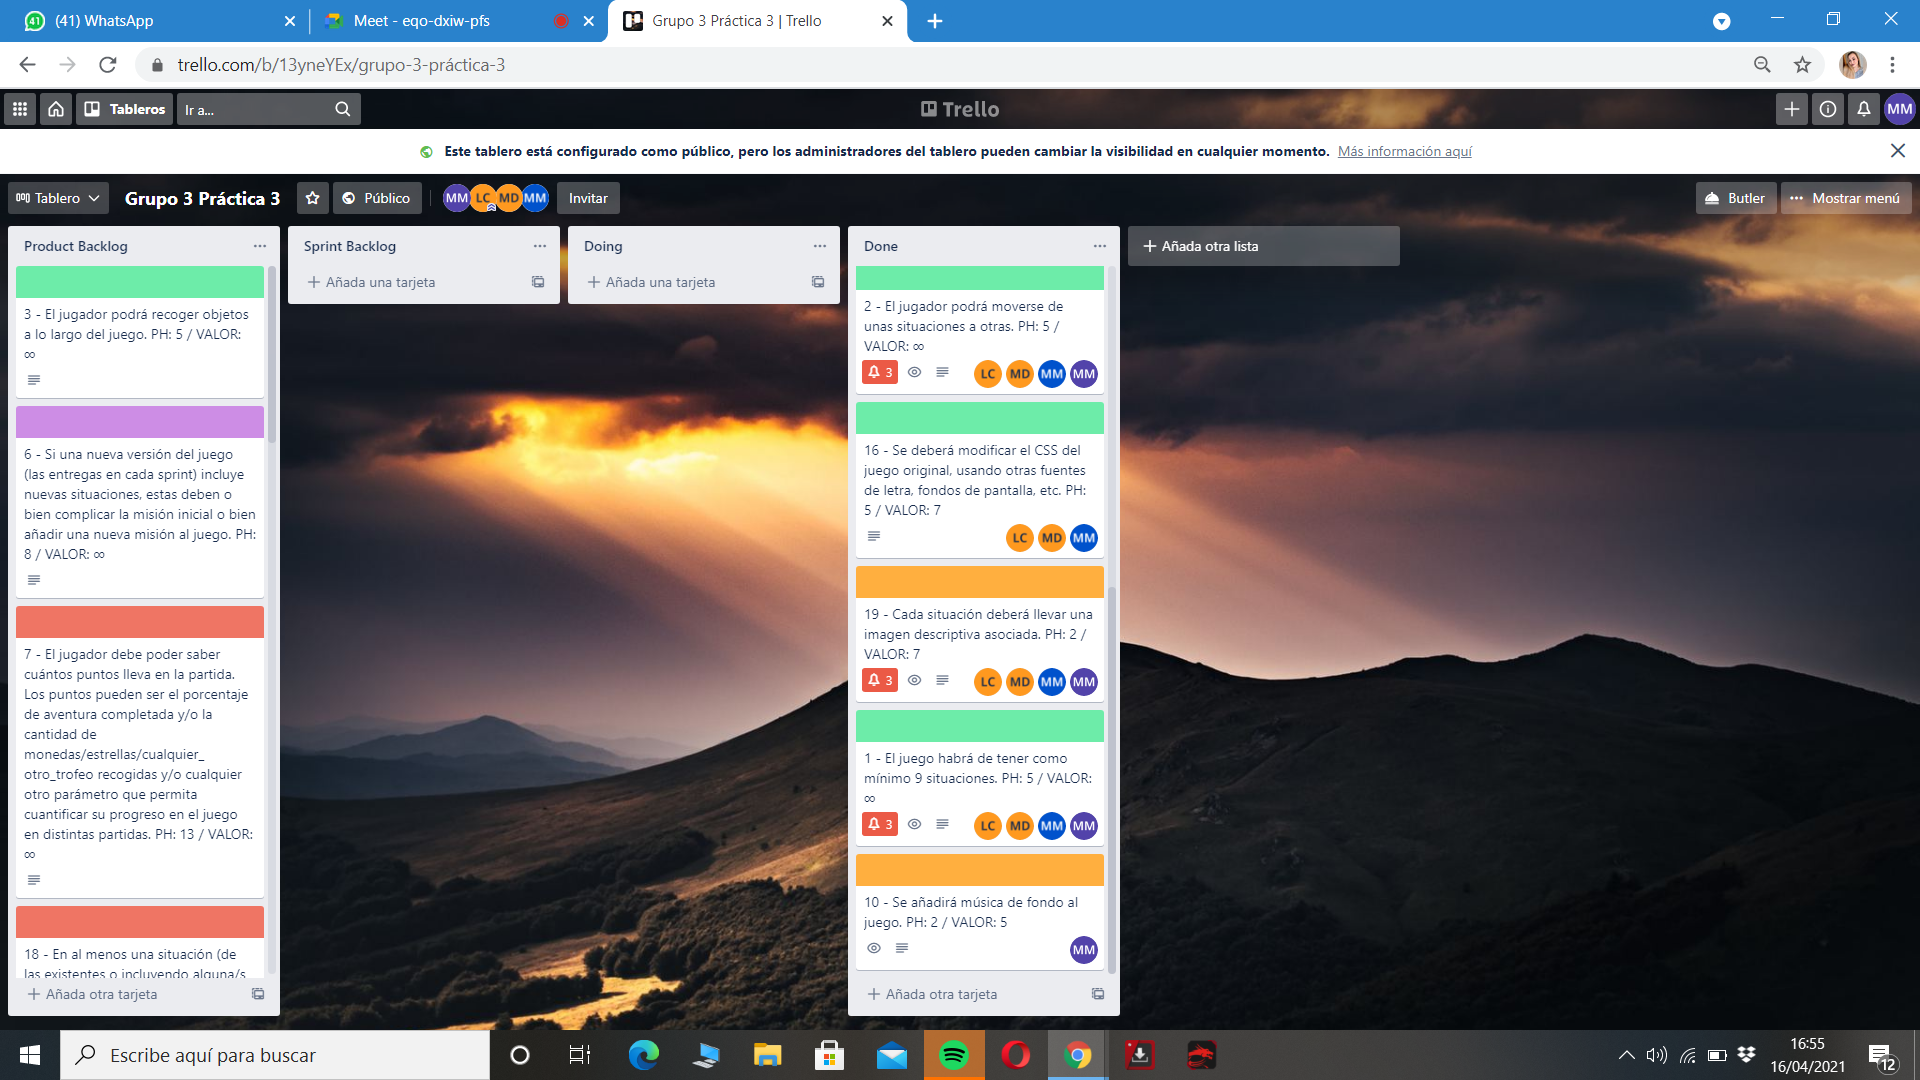 (41) WhatsApp
Meet - eqo-dxiw-pfs
Grupo 3 Práctica 3 | Trello
trello.com/b/13yneYEx/grupo-3-práctica-3
Tableros
Ir a...
Trello
MM
Este tablero está configurado como público, pero los administradores del tablero pueden cambiar la visibilidad en cualquier momento. Más información aquí
Tablero
Grupo 3 Práctica 3
Público
MM LC MD MM
Invitar
Butler
Mostrar menú
Product Backlog
3 - El jugador podrá recoger objetos
a lo largo del juego. PH: 5 / VALOR:
∞
6 - Si una nueva versión del juego
(las entregas en cada sprint) incluye
nuevas situaciones, estas deben o
bien complicar la misión inicial o bien
añadir una nueva misión al juego. PH:
8 / VALOR: ∞
7 - El jugador debe poder saber
cuántos puntos lleva en la partida.
Los puntos pueden ser el porcentaje
de aventura completada y/o la
cantidad de
monedas/estrellas/cualquier_
otro_trofeo recogidas y/o cualquier
otro parámetro que permita
cuantificar su progreso en el juego
en distintas partidas. PH: 13 / VALOR:
∞
18 - En al menos una situación (de
las existentes o incluyendo alguna/s
Añada otra tarjeta
Sprint Backlog
Añada una tarjeta
Doing
Añada una tarjeta
Done
2 - El jugador podrá moverse de
unas situaciones a otras. PH: 5 /
VALOR: ∞
3 LC MD MM MM
16 - Se deberá modificar el CSS del
juego original, usando otras fuentes
de letra, fondos de pantalla, etc. PH:
5 / VALOR: 7
LC MD MM
19 - Cada situación deberá llevar una
imagen descriptiva asociada. PH: 2 /
VALOR: 7
3 LC MD MM MM
1 - El juego habrá de tener como
mínimo 9 situaciones. PH: 5 / VALOR:
∞
3 LC MD MM MM
10 - Se añadirá música de fondo al
juego. PH: 2 / VALOR: 5
MM
Añada otra tarjeta
Añada otra lista
Escribe aquí para buscar
16:55
16/04/2021
12